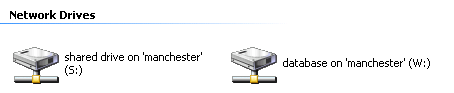 Network Drives
shared drive on 'manchester'
(S:)
database on 'manchester' (W:)